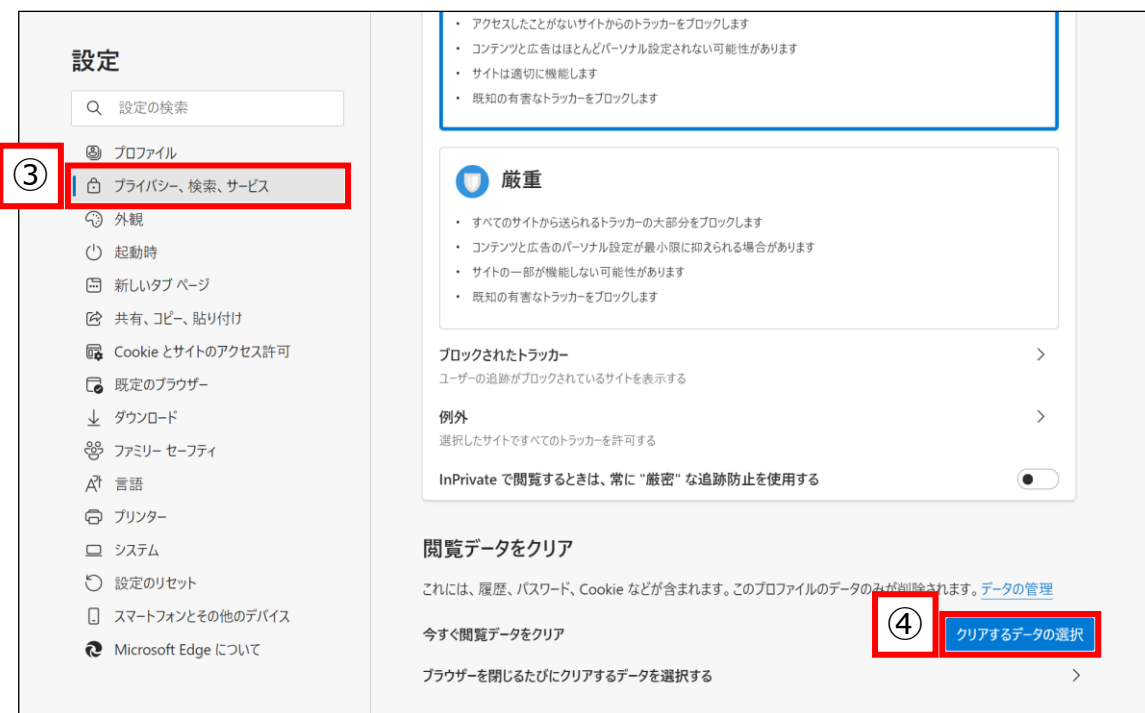 設定
設定の検索
③
プロファイル
プライバシー、検索、サービス
外観
起動時
新しいタブ ページ
共有、コピー、貼り付け
Cookie とサイトのアクセス許可
既定のブラウザー
ダウンロード
ファミリー セーフティ
言語
プリンター
システム
設定のリセット
スマートフォンとその他のデバイス
Microsoft Edge について
• アクセスしたことがないサイトからのトラッカーをブロックします
• コンテンツと広告はほとんどパーソナル設定されない可能性があります
• サイトは適切に機能します
• 既知の有害なトラッカーをブロックします
厳重
• すべてのサイトから送られるトラッカーの大部分をブロックします
• コンテンツと広告のパーソナル設定が最小限に抑えられる場合があります
• サイトの一部が機能しない可能性があります
• 既知の有害なトラッカーをブロックします
ブロックされたトラッカー
ユーザーの追跡がブロックされているサイトを表示する
例外
選択したサイトですべてのトラッカーを許可する
InPrivate で閲覧するときは、常に "厳密" な追跡防止を使用する
閲覧データをクリア
これには、履歴、パスワード、Cookie などが含まれます。このプロファイルのデータのみが削除されます。データの管理
今すぐ閲覧データをクリア
④
クリアするデータの選択
ブラウザーを閉じるたびにクリアするデータを選択する